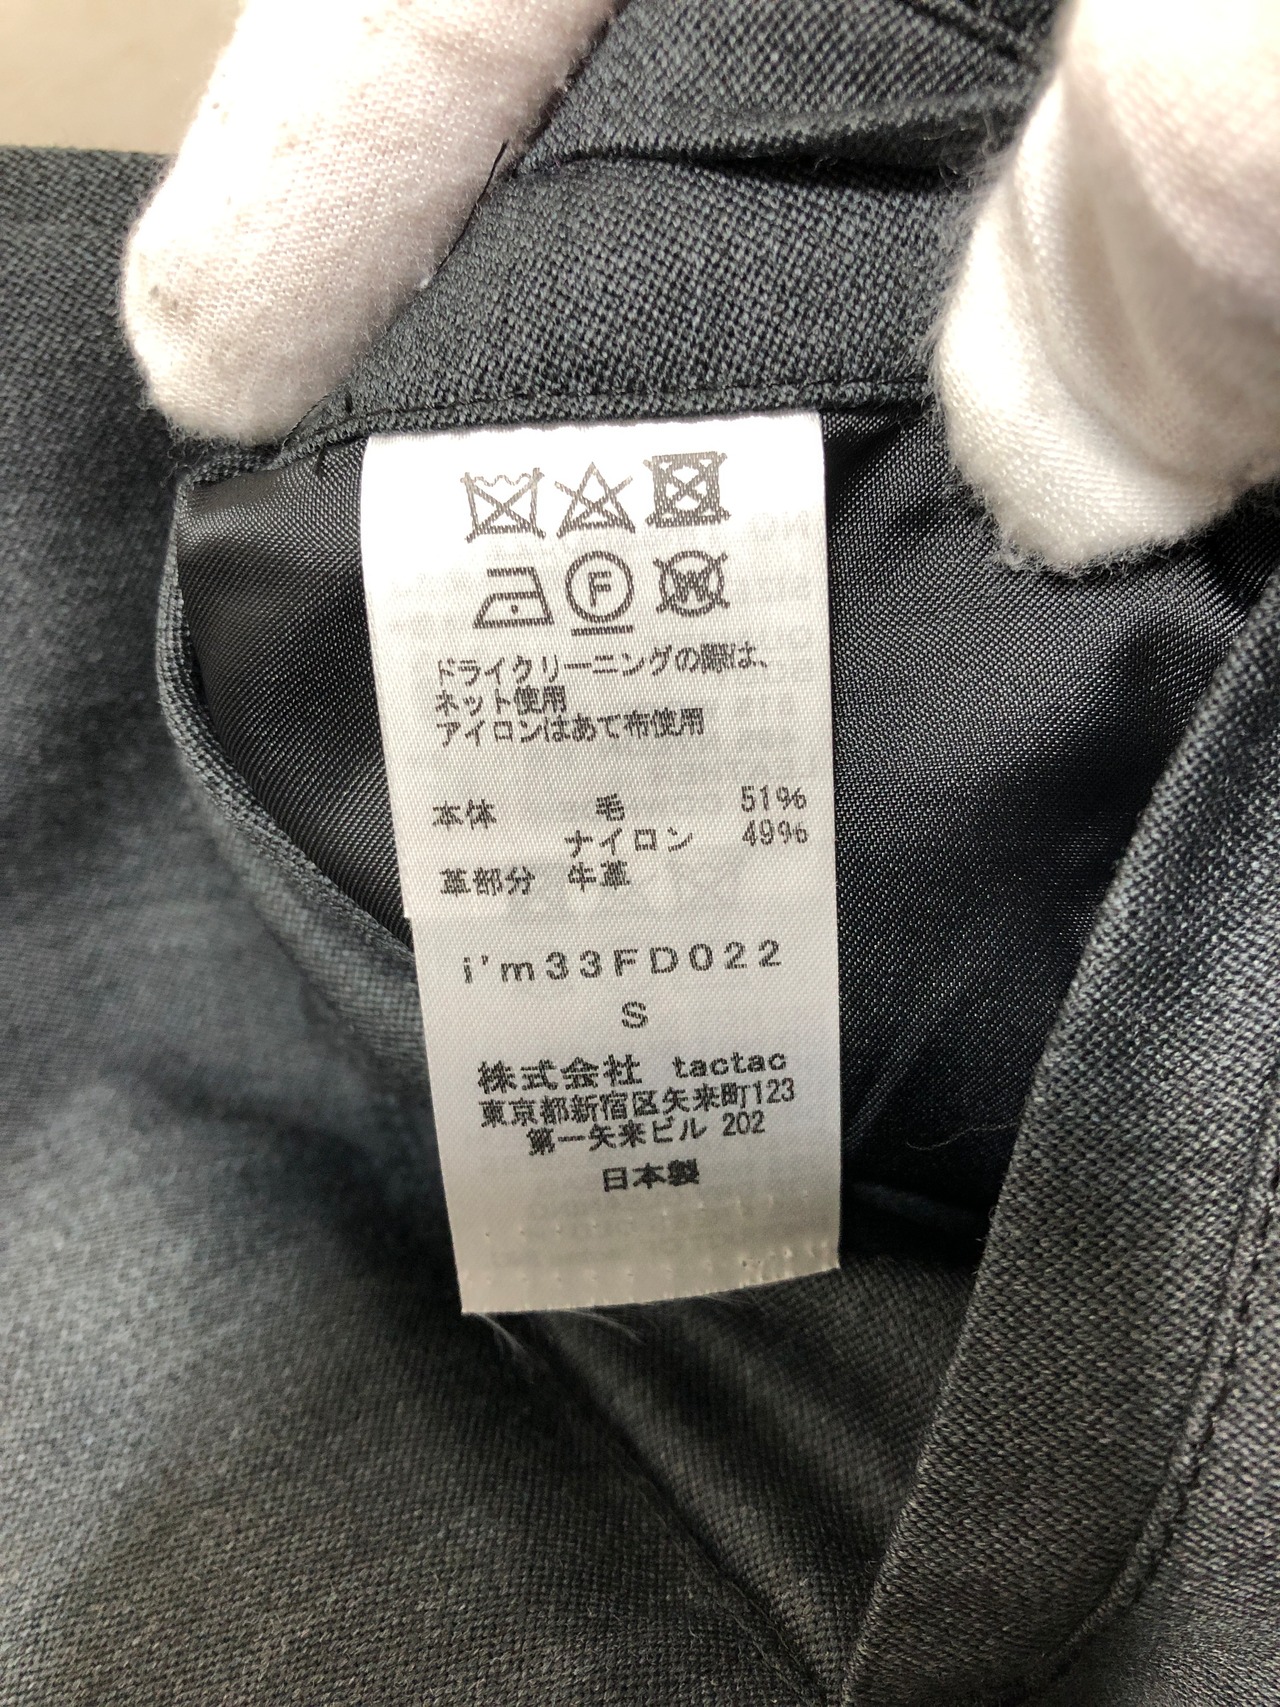 F W
ドライクリーニングの際は、
ネット使用
アイロンはあて布使用
本体 毛 51%
ナイロン 49%
革部分 牛革
i'm33FD022
S
株式会社 tactac
東京都新宿区矢来町123
第一矢来ビル 202
日本製